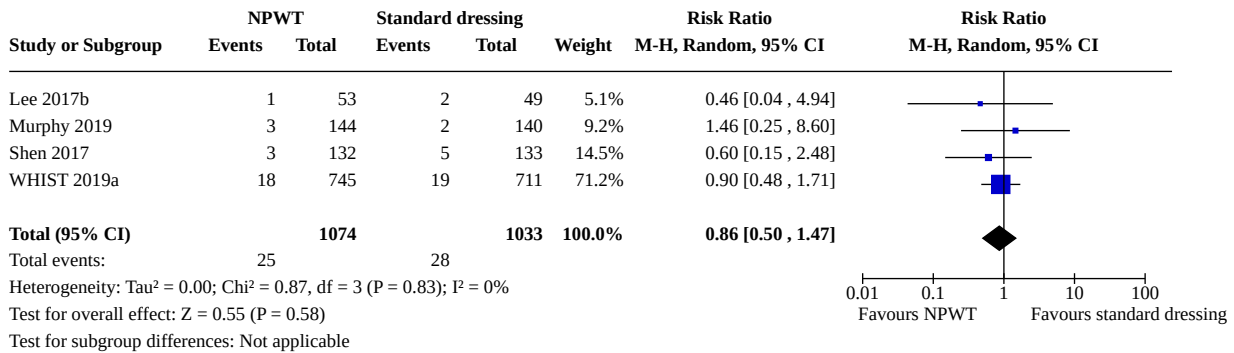 NPWT Standard dressing Risk Ratio Risk Ratio
Study or Subgroup Events Total Events Total Weight M-H, Random, 95% CI M-H, Random, 95% CI
Lee 2017b 1 53 2 49 5.1% 0.46 [0.04 , 4.94]
Murphy 2019 3 144 2 140 9.2% 1.46 [0.25 , 8.60]
Shen 2017 3 132 5 133 14.5% 0.60 [0.15 , 2.48]
WHIST 2019a 18 745 19 711 71.2% 0.90 [0.48 , 1.71]
Total (95% CI) 1074 1033 100.0% 0.86 [0.50 , 1.47]
Total events: 25 28
Heterogeneity: Tau² = 0.00; Chi² = 0.87, df = 3 (P = 0.83); I² = 0%
0.01 0.1 1 10 100
Test for overall effect: Z = 0.55 (P = 0.58) Favours NPWT Favours standard dressing
Test for subgroup differences: Not applicable